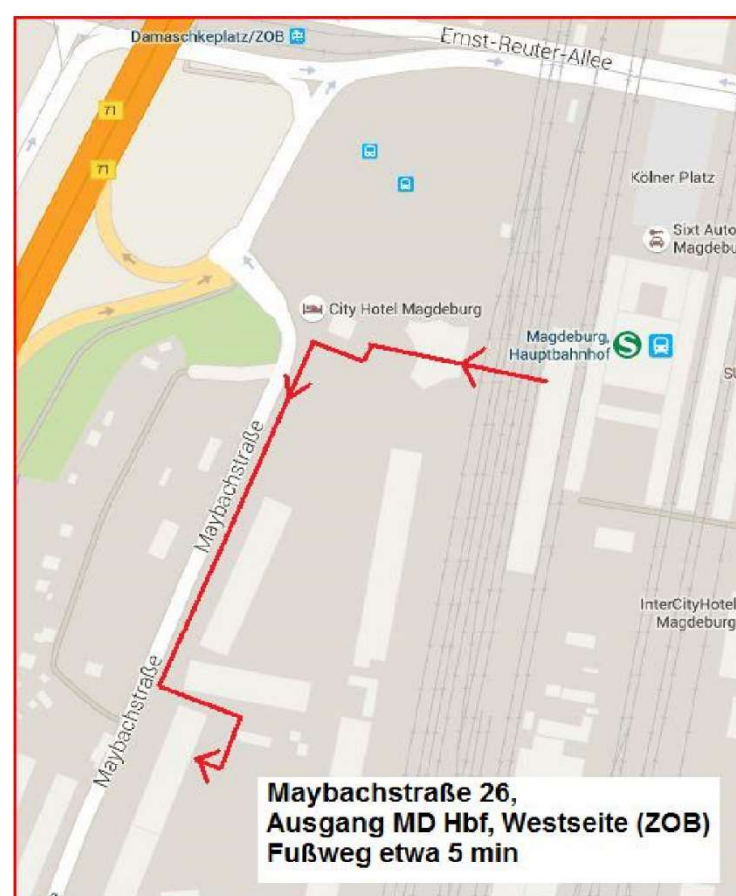 Damaschkeplatz/ZOB
Ernst-Reuter-Allee
71
71
Kölner Platz
Sixt Auto
Magdebu
City Hotel Magdeburg
Magdeburg,
Hauptbahnhof
S
Maybachstraße
InterCityHotel
Magdeburg
Maybachstraße
Maybachstraße 26,
Ausgang MD Hbf, Westseite (ZOB)
Fußweg etwa 5 min